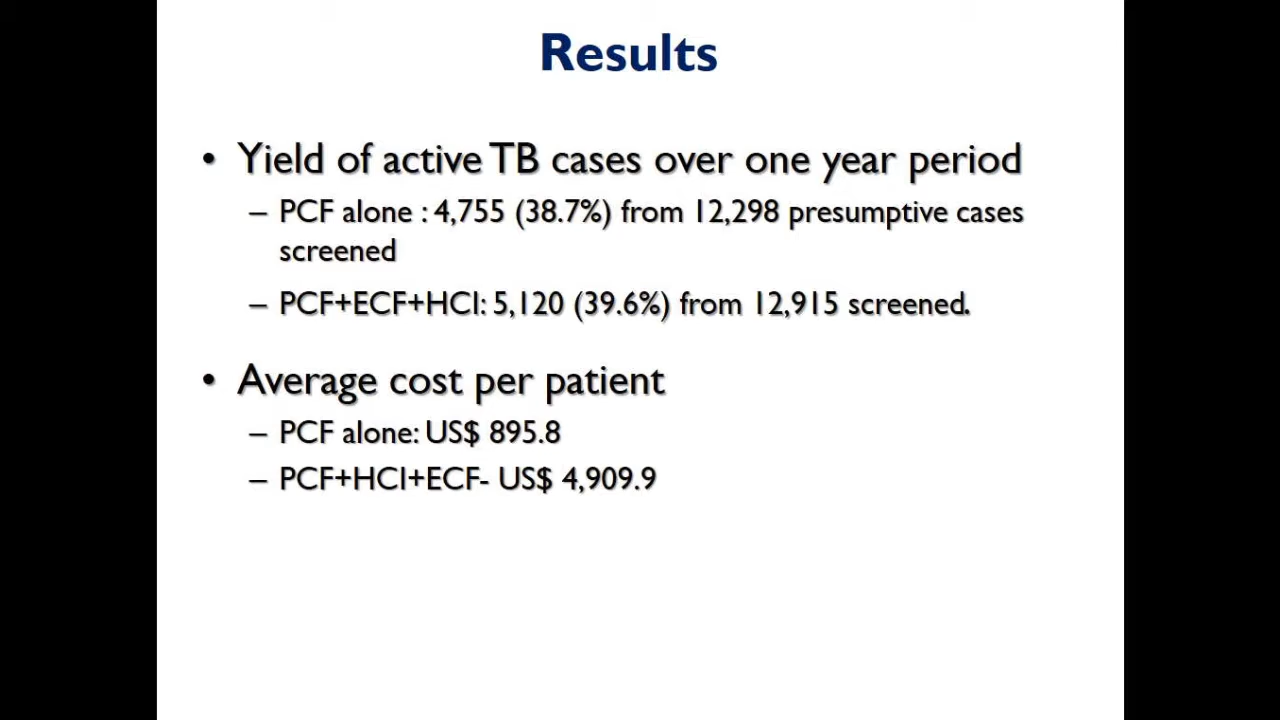 Results
• Yield of active TB cases over one year period
– PCF alone : 4,755 (38.7%) from 12,298 presumptive cases
screened
– PCF+ECF+HCI: 5,120 (39.6%) from 12,915 screened.
• Average cost per patient
– PCF alone: US$ 895.8
– PCF+HCI+ECF- US$ 4,909.9